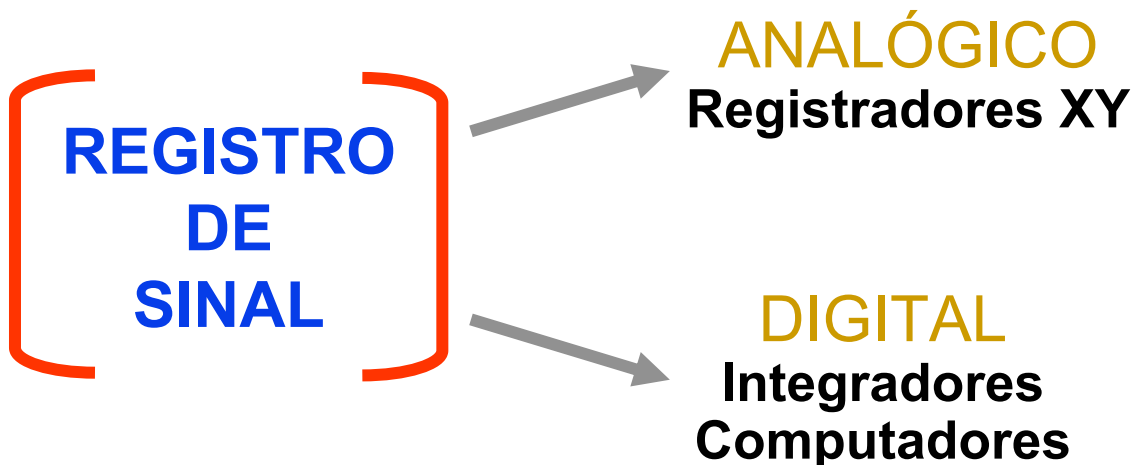 REGISTRO
DE
SINAL
ANALÓGICO
Registradores XY
DIGITAL
Integradores
Computadores